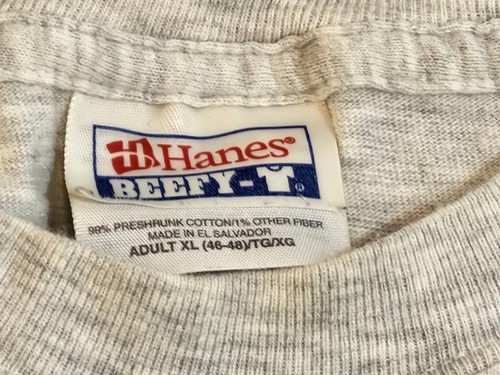 Hanes®
BEEFY-T®
99% PRESHRUNK COTTON/1% OTHER FIBER
MADE IN EL SALVADOR
ADULT XL (46-48)/TG/XG